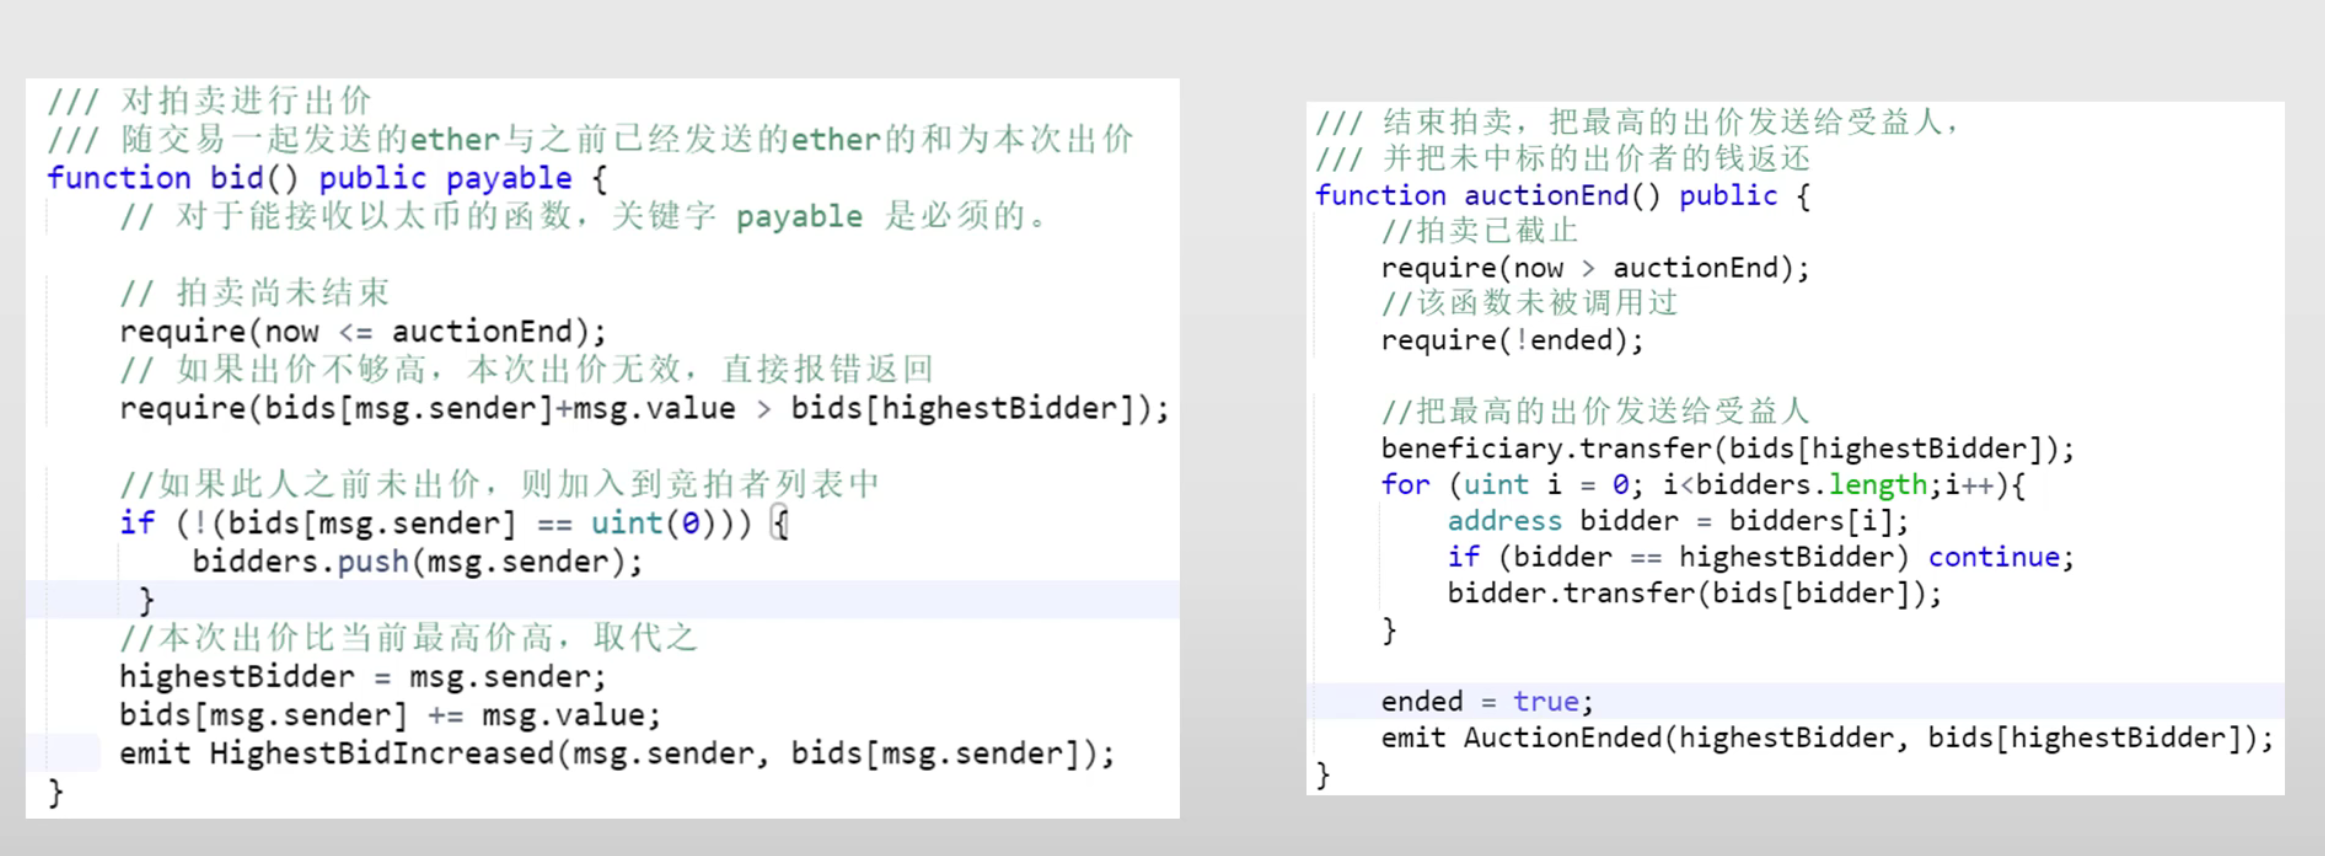 /// 对拍卖进行出价
/// 随交易一起发送的ether与之前已经发送的ether的和为本次出价
function bid() public payable {
// 对于能接收以太币的函数，关键字 payable 是必须的。
// 拍卖尚未结束
require(now <= auctionEnd);
// 如果出价不够高，本次出价无效，直接报错返回
require(bids[msg.sender]+msg.value > bids[highestBidder]);
//如果此人之前未出价，则加入到竞拍者列表中
if (!(bids[msg.sender] == uint(0))) {
bidders.push(msg.sender);
}
//本次出价比当前最高价高，取代之
highestBidder = msg.sender;
bids[msg.sender] += msg.value;
emit HighestBidIncreased(msg.sender, bids[msg.sender]);
}
/// 结束拍卖，把最高的出价发送给受益人，
/// 并把未中标的出价者的钱返还
function auctionEnd() public {
//拍卖已截止
require(now > auctionEnd);
//该函数未被调用过
require(!ended);
//把最高的出价发送给受益人
beneficiary.transfer(bids[highestBidder]);
for (uint i = 0; i<bidders.length;i++){
address bidder = bidders[i];
if (bidder == highestBidder) continue;
bidder.transfer(bids[bidder]);
}
ended = true;
emit AuctionEnded(highestBidder, bids[highestBidder]);
}